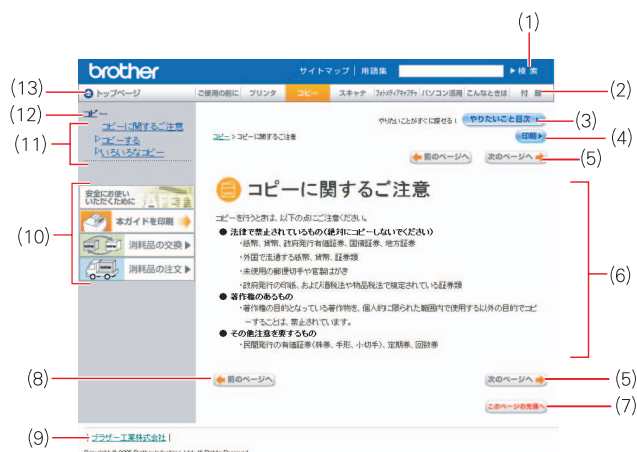 (1)
brother
サイトマップ | 用語集
▶検 索
(13)
トップページ
ご使用の前に プリンタ コピー スキャナ フォトメディアキャプチャ パソコン活用 こんなときは 付 録
(2)
(12)
コピー
やりたいことがすぐに探せる!
やりたいこと目次
(3)
(11)
コピーに関するご注意
コピーする
いろいろなコピー
コピー > コピーに関するご注意
印刷
(4)
前のページへ
次のページへ
(5)
(10)
安全にお使い
いただくために
本ガイドを印刷
消耗品の交換
消耗品の注文
コピーに関するご注意
コピーを行うときは、以下の点にご注意ください。
● 法律で禁止されているもの(絶対にコピーしないでください)
・紙幣、貨幣、政府発行有価証券、国債証券、地方証券
・外国で流通する紙幣、貨幣、証券類
・未使用の郵便切手や官製はがき
・政府発行の印紙、および酒税法や物品税法で規定されている証券類
● 著作権のあるもの
・著作権の目的となっている著作物を、個人的に限られた範囲内で使用する以外の目的でコピ
ーすることは、禁止されています。
● その他注意を要するもの
・民間発行の有価証券(株券、手形、小切手)、定期券、回数券
(6)
(8)
前のページへ
次のページへ
(5)
このページの先頭へ
(7)
(9)
| ブラザー工業株式会社 |